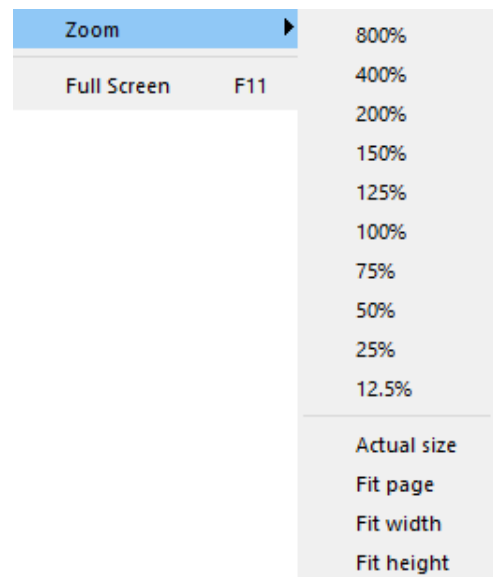 Zoom
Full Screen F11
800%
400%
200%
150%
125%
100%
75%
50%
25%
12.5%
Actual size
Fit page
Fit width
Fit height